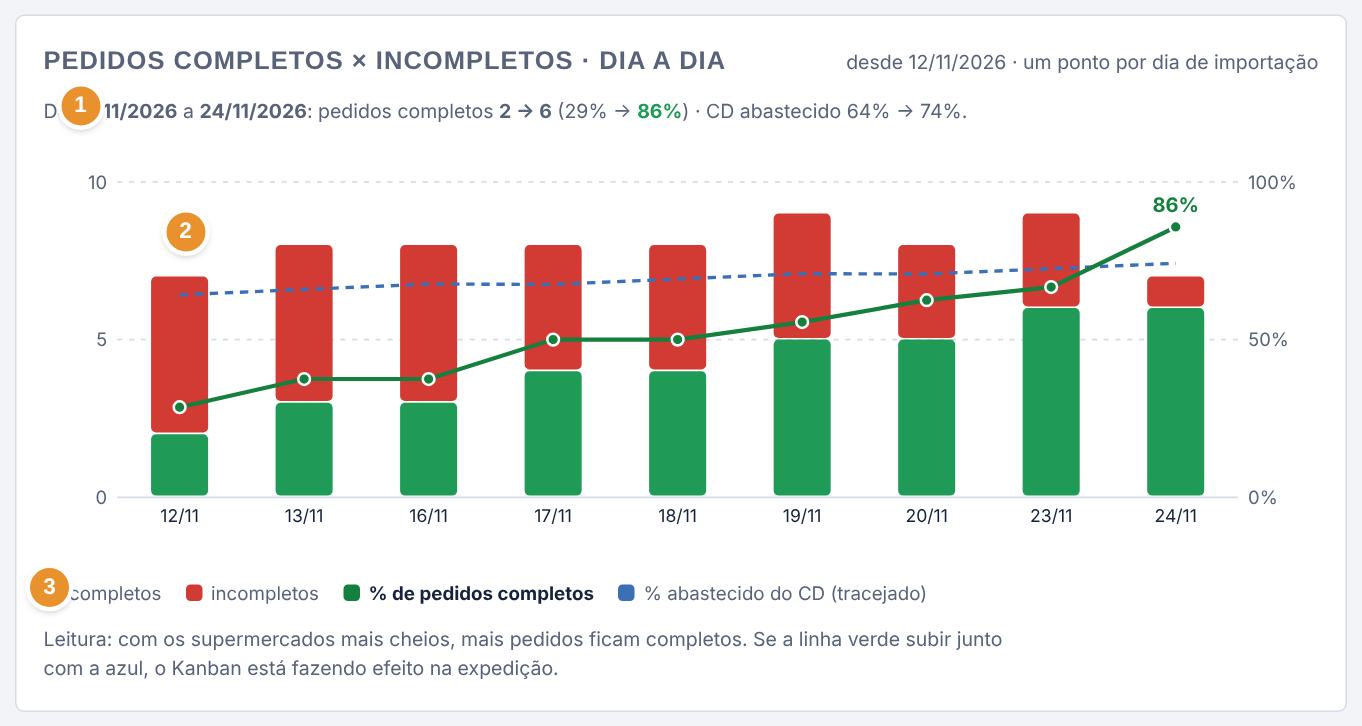 PEDIDOS COMPLETOS × INCOMPLETOS · DIA A DIA
desde 12/11/2026 · um ponto por dia de importação
1
D 11/2026 a 24/11/2026: pedidos completos 2 → 6 (29% → 86%) · CD abastecido 64% → 74%.
10
100%
86%
2
5
50%
0
0%
12/11 13/11 16/11 17/11 18/11 19/11 20/11 23/11 24/11
3
completos incompletos % de pedidos completos % abastecido do CD (tracejado)
Leitura: com os supermercados mais cheios, mais pedidos ficam completos. Se a linha verde subir junto
com a azul, o Kanban está fazendo efeito na expedição.